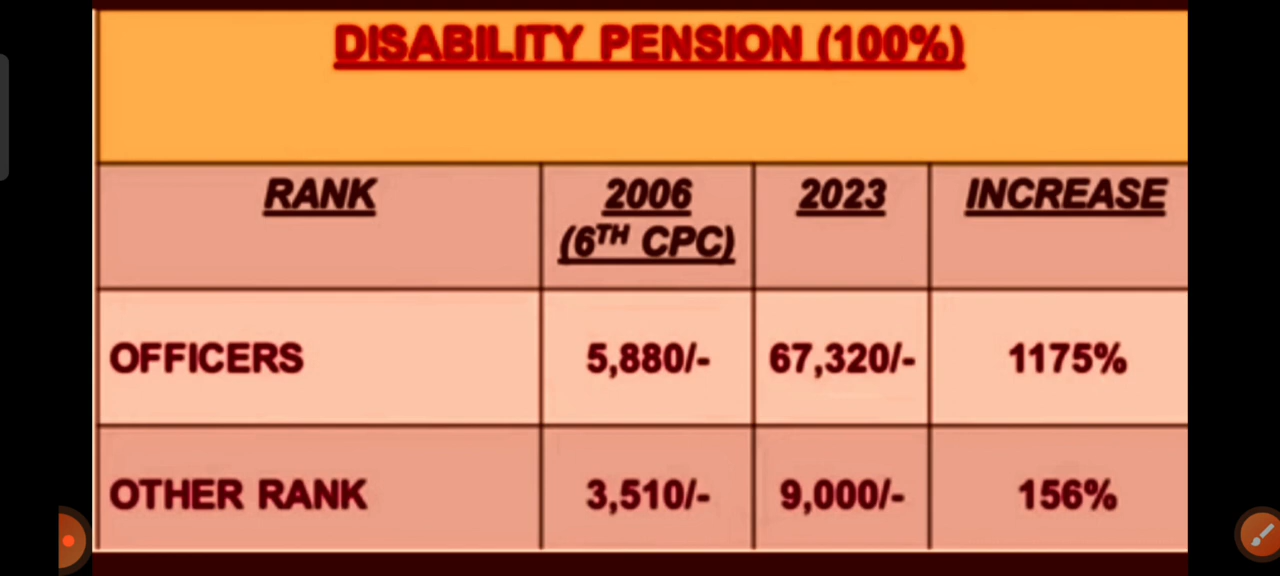 DISABILITY PENSION (100%)
RANK
2006
(6TH CPC)
2023
INCREASE
OFFICERS 5,880/- 67,320/- 1175%
OTHER RANK 3,510/- 9,000/- 156%